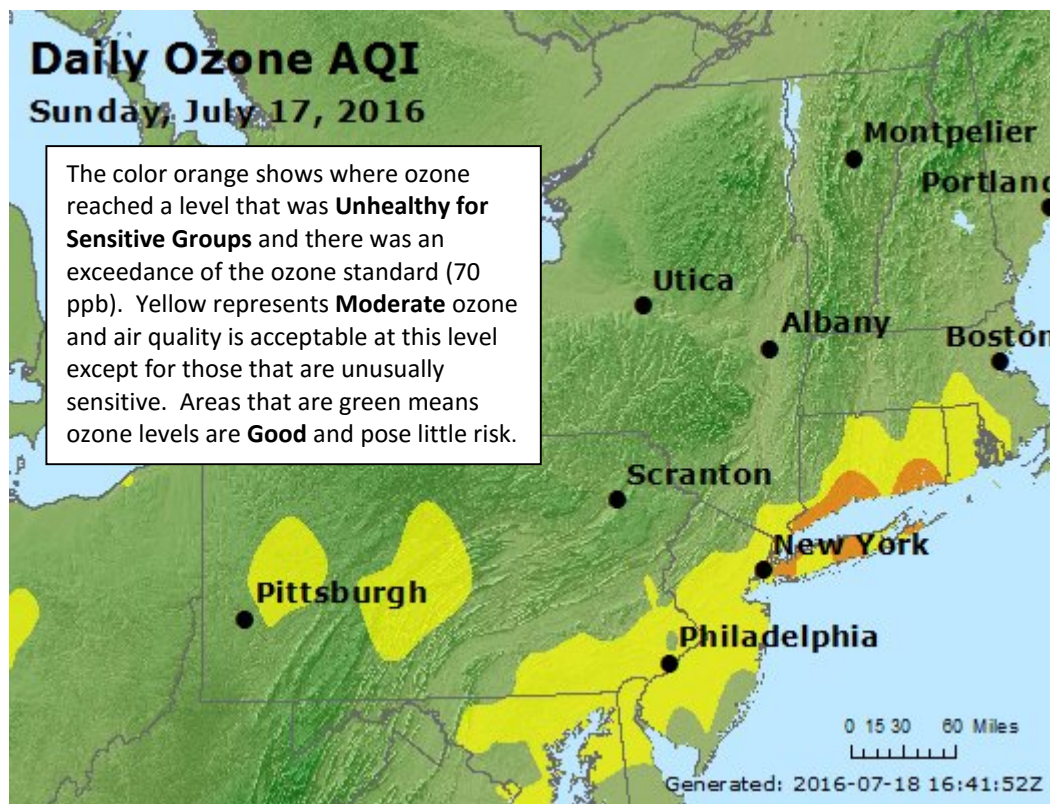 Daily Ozone AQI
Sunday, July 17, 2016
The color orange shows where ozone
reached a level that was Unhealthy for
Sensitive Groups and there was an
exceedance of the ozone standard (70
ppb). Yellow represents Moderate ozone
and air quality is acceptable at this level
except for those that are unusually
sensitive. Areas that are green means
ozone levels are Good and pose little risk.
Montpelier
Portland
Utica
Albany
Boston
Scranton
New York
Pittsburgh
Philadelphia
0 15 30 60 Miles
Generated: 2016-07-18 16:41:52Z